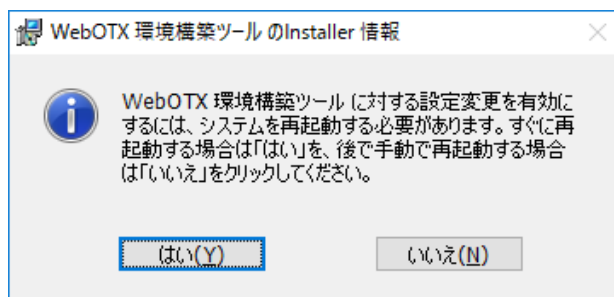 WebOTX 環境構築ツール のInstaller 情報
WebOTX 環境構築ツール に対する設定変更を有効に
するには、システムを再起動する必要があります。すぐに再
起動する場合は「はい」を、後で手動で再起動する場合
は「いいえ」をクリックしてください。
はい(Y)
いいえ(N)